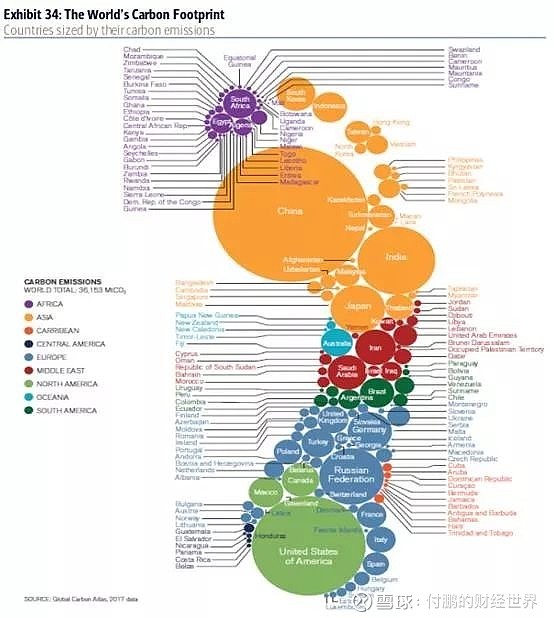 Exhibit 34: The World's Carbon Footprint
Countries sized by their carbon emissions
Chad
Mozambique
Zimbabwe
Tanzania
Senegal
Burkina Faso
Tunisia
Somalia
Ghana
Côte d'Ivoire
Ethiopia
Central African Rep.
Kenya
Gambia
Angola
Seychelles
Gabon
Burundi
Zambia
Rwanda
Namibia
Sierra Leone
Dem. Rep. of the Congo
Guinea
Equatorial
Guinea
South
Africa
Egypt
Algeria
Swaziland
Benin
Cameroon
Mauritius
Mauritania
Congo
Suriname
Mali
Botswana
Uganda
Cameroon
Nigeria
Niger
Malawi
Togo
Lesotho
Liberia
Eritrea
Madagascar
South
Korea
Indonesia
Taiwan
Hong Kong
North
Korea
Vietnam
Philippines
Kyrgyzstan
Bhutan
Pakistan
Sri Lanka
French Polynesia
Mongolia
China
Kazakhstan
Turkmenistan
Nepal
Macao
Laos
India
Afghanistan
Uzbekistan
Malaysia
Bangladesh
Cambodia
Singapore
Maldives
Japan
Thailand
Tajikistan
Myanmar
CARBON EMISSIONS
WORLD TOTAL: 36,153 MtCO₂
AFRICA
ASIA
CARIBBEAN
CENTRAL AMERICA
EUROPE
MIDDLE EAST
NORTH AMERICA
OCEANIA
SOUTH AMERICA
Papua New Guinea
New Zealand
New Caledonia
Timor-Leste
Fiji
Australia
Yemen
Kuwait
Iran
Saudi
Arabia
Israel
Iraq
Jordan
Sudan
Djibouti
Libya
Lebanon
United Arab Emirates
Brunei Darussalam
Occupied Palestinian Territory
Qatar
Cyprus
Oman
Republic of South Sudan
Bahrain
Morocco
Uruguay
Peru
Colombia
Ecuador
Argentina
Brazil
Paraguay
Bolivia
Guyana
Venezuela
Suriname
Chile
Montenegro
Finland
Azerbaijan
Moldova
Romania
Ireland
Portugal
Andorra
Bosnia and Herzegovina
Netherlands
Albania
United
Kingdom
Slovakia
Germany
Turkey
Greece
Georgia
Poland
Croatia
Belarus
Russian
Federation
Switzerland
Slovenia
Ukraine
Serbia
Malta
Iceland
Armenia
Macedonia
Czech Republic
Cuba
Aruba
Dominican Republic
Curaçao
Bermuda
Jamaica
Barbados
Antigua and Barbuda
Bahamas
Haiti
Trinidad and Tobago
Mexico
Canada
Greenland
Bulgaria
Austria
Norway
Lithuania
Latvia
Guatemala
El Salvador
Honduras
Nicaragua
Panama
Costa Rica
Belize
Denmark
France
Faeroe Islands
United States
of America
Italy
Spain
Belgium
Hungary
Luxembourg
SOURCE: Global Carbon Atlas, 2017 data
雪球:付鹏的财经世界